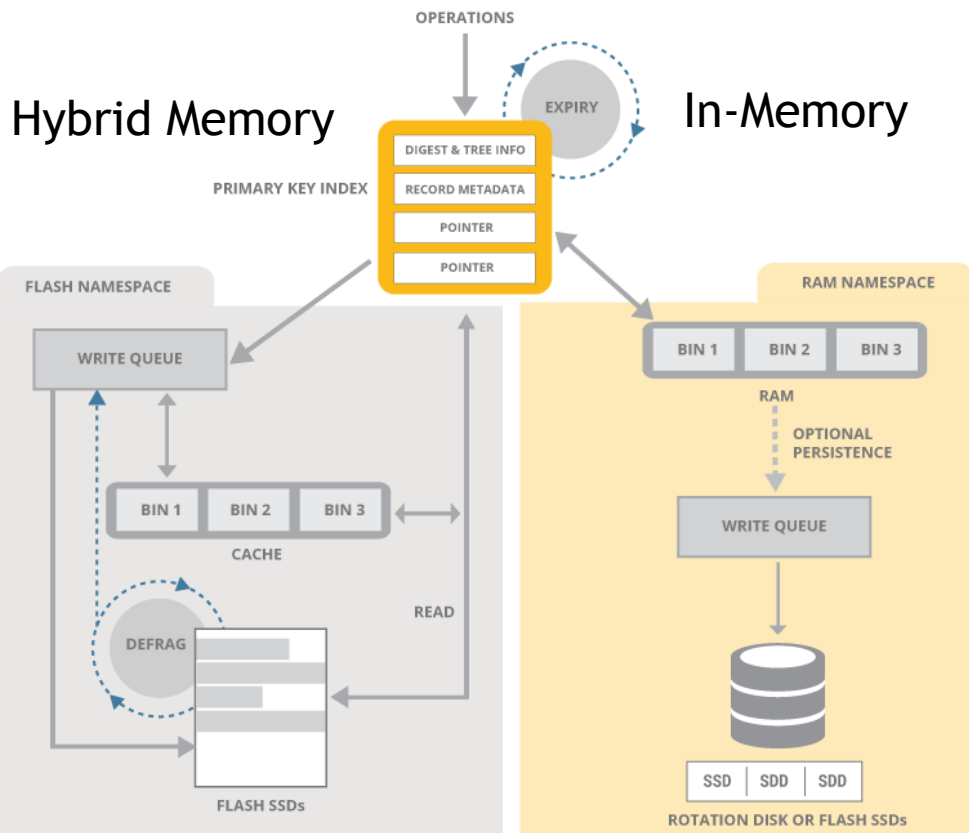 OPERATIONS
Hybrid Memory
EXPIRY
In-Memory
DIGEST & TREE INFO
PRIMARY KEY INDEX
RECORD METADATA
POINTER
POINTER
FLASH NAMESPACE
WRITE QUEUE
BIN 1
BIN 2
BIN 3
CACHE
READ
DEFRAG
FLASH SSDs
RAM NAMESPACE
BIN 1
BIN 2
BIN 3
RAM
OPTIONAL
PERSISTENCE
WRITE QUEUE
SSD
SDD
SDD
ROTATION DISK OR FLASH SSDs